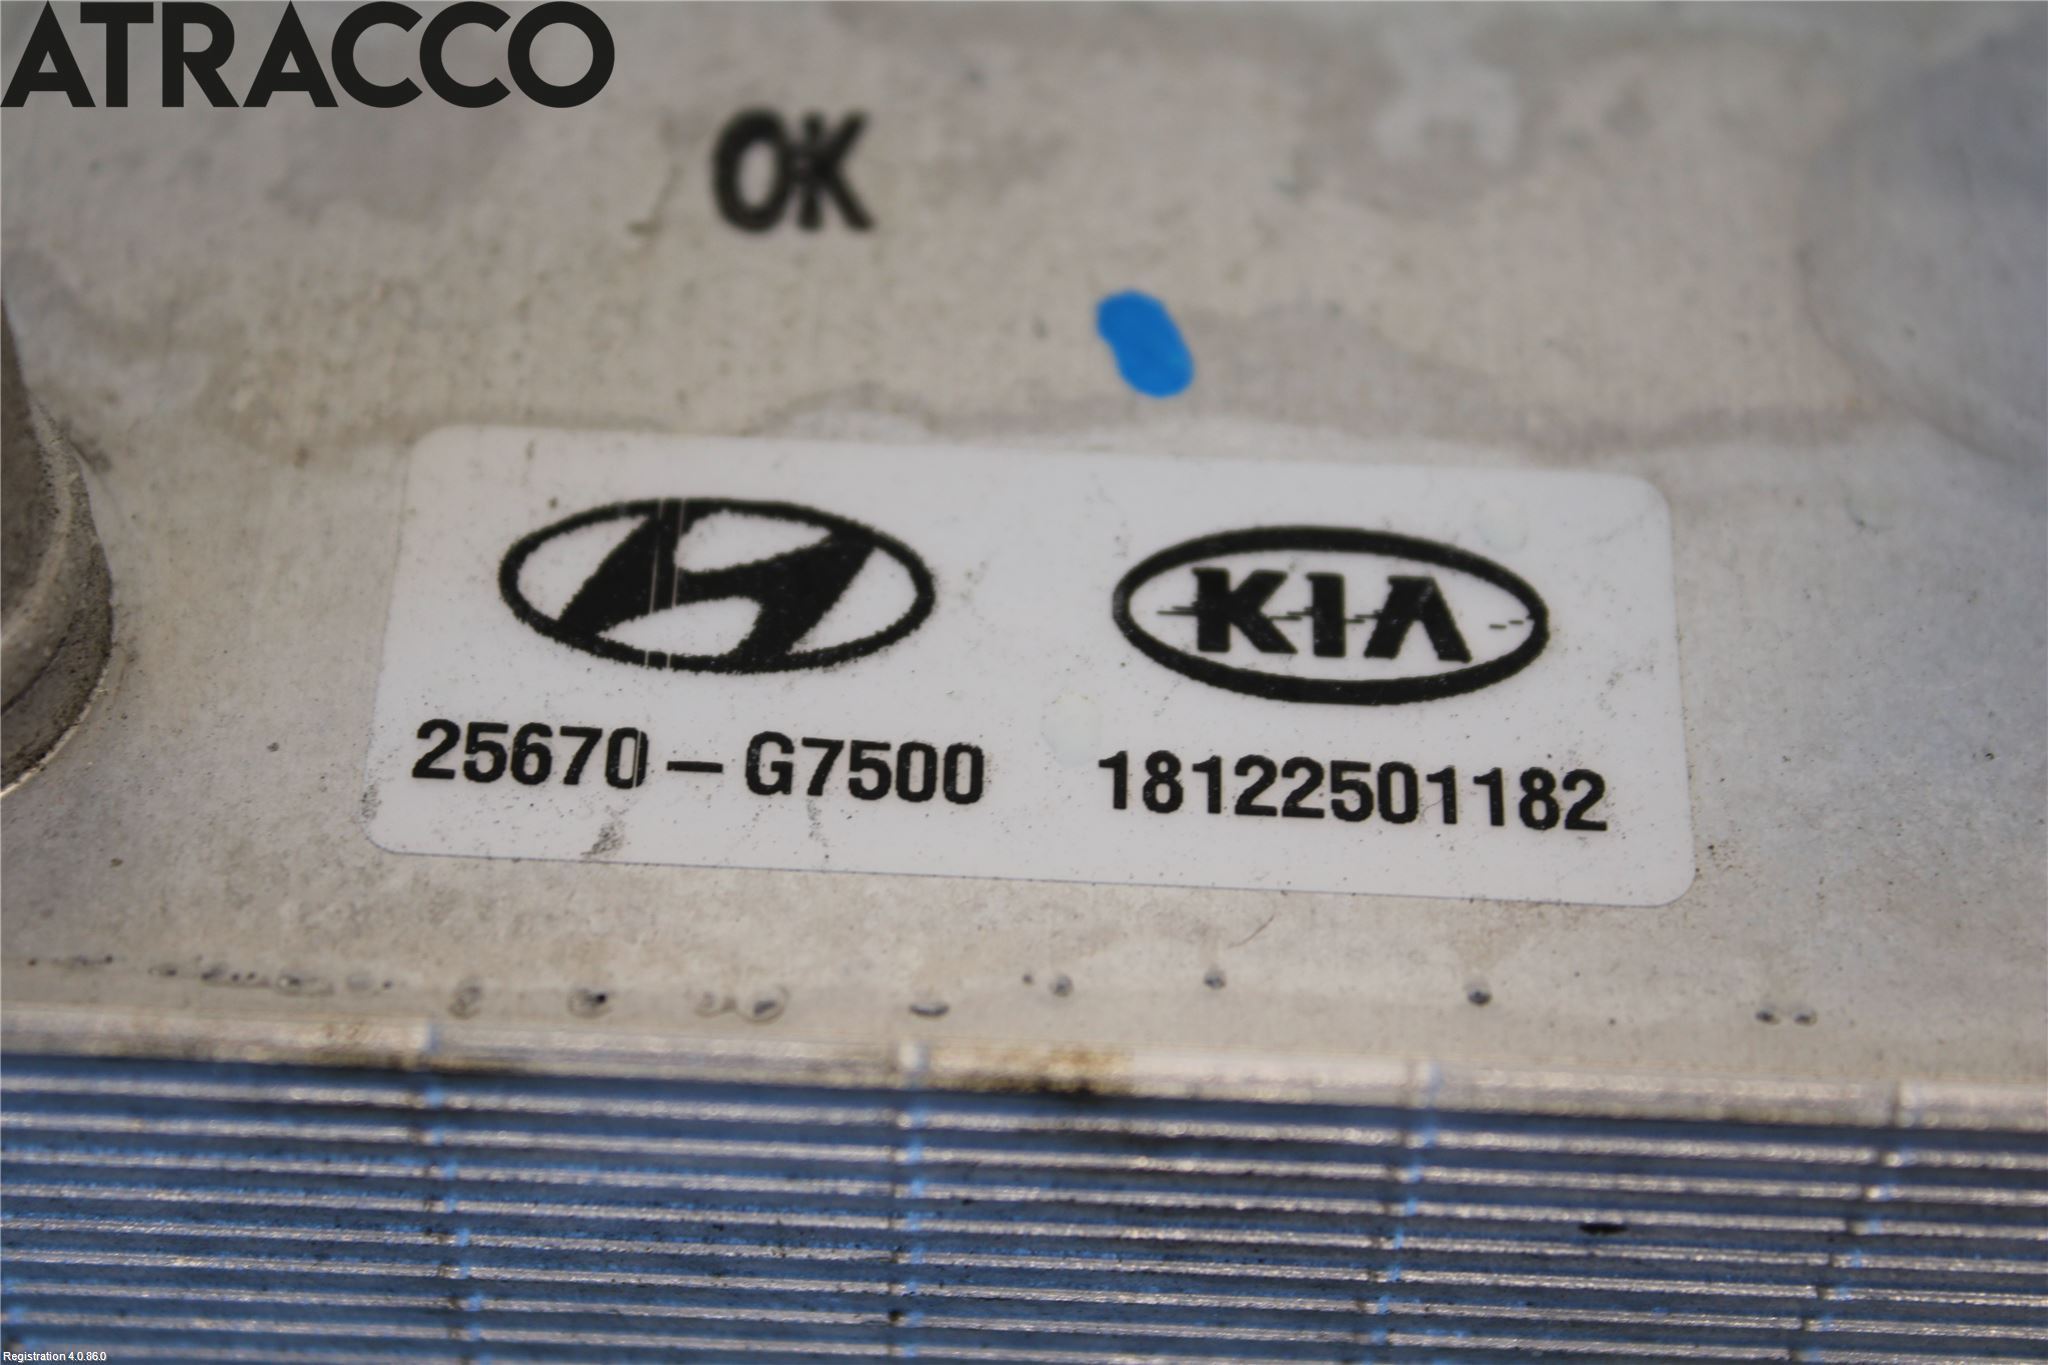 ATRACCO
OK
KIA
25670-G7500 18122501182
Registration 4.0.86.0